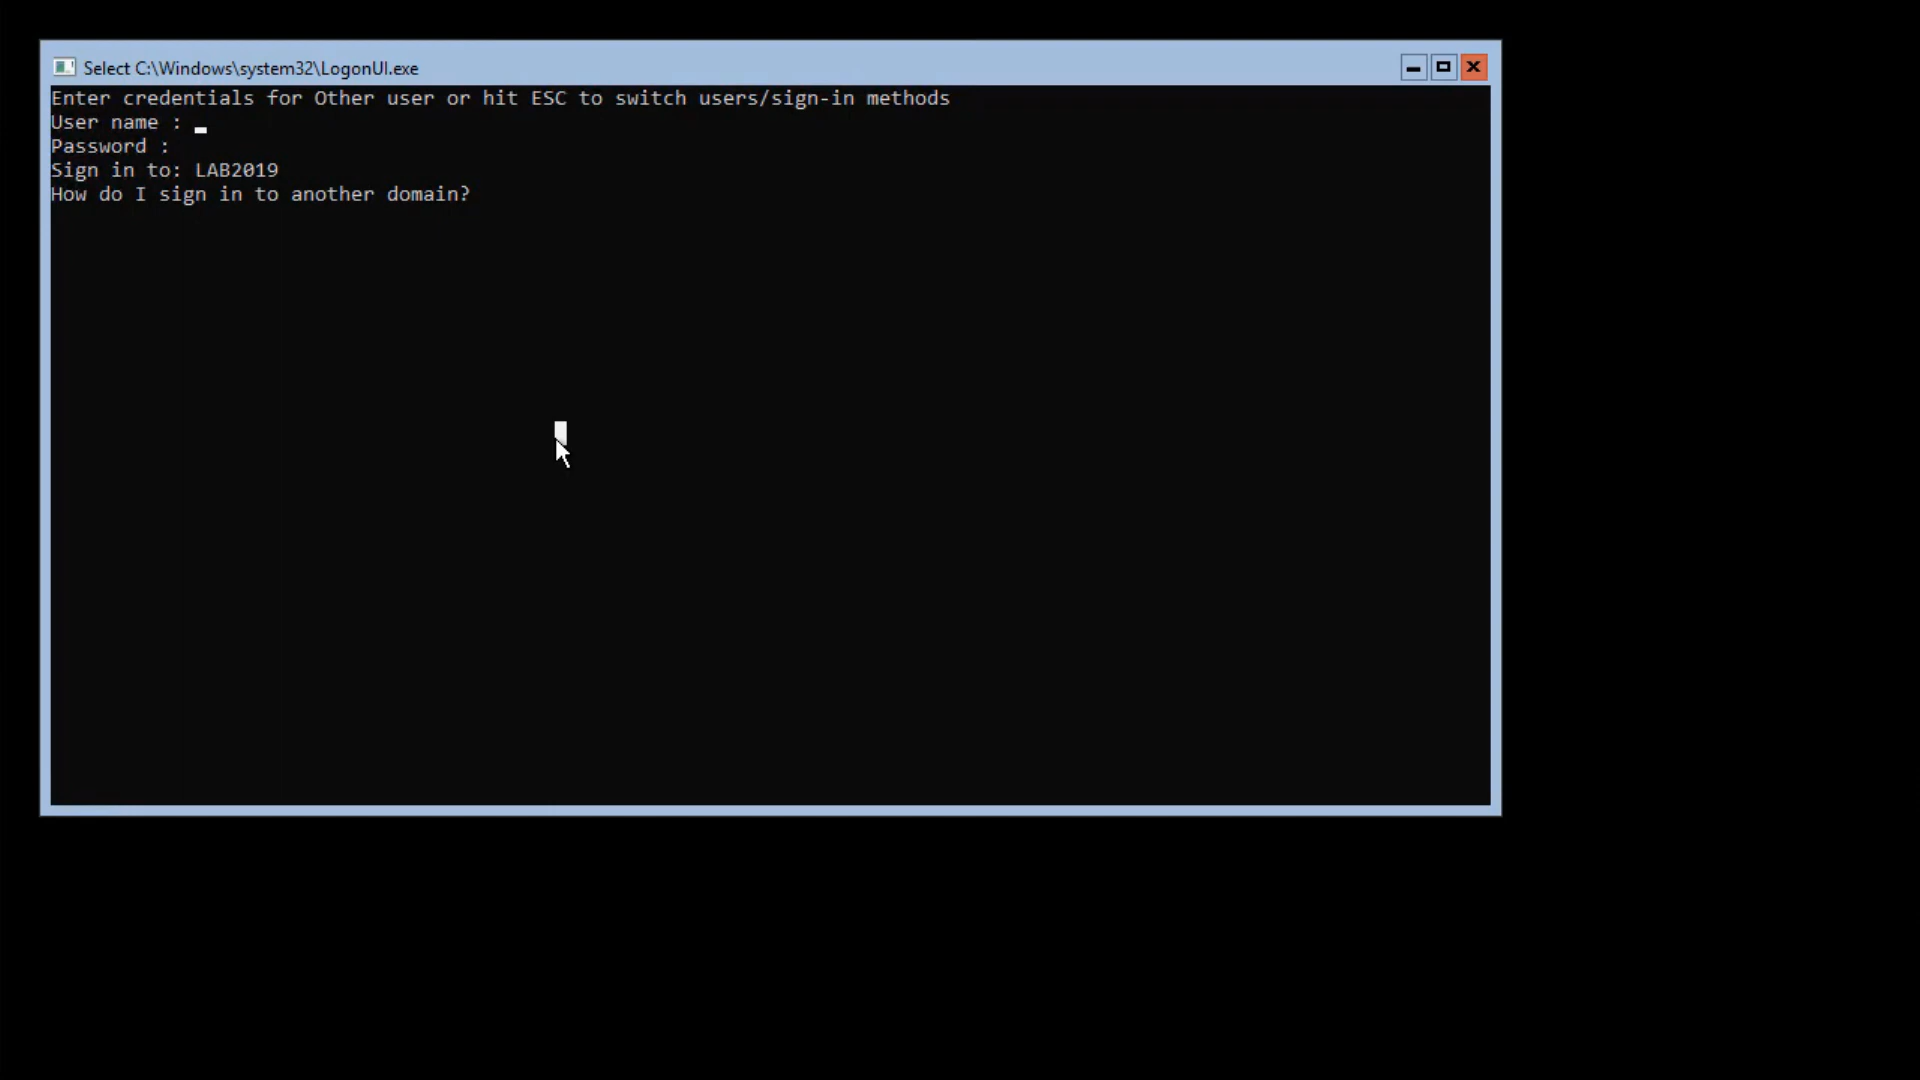 Select C:\Windows\system32\LogonUI.exe
Enter credentials for Other user or hit ESC to switch users/sign-in methods
User name :
Password :
Sign in to: LAB2019
How do I sign in to another domain?